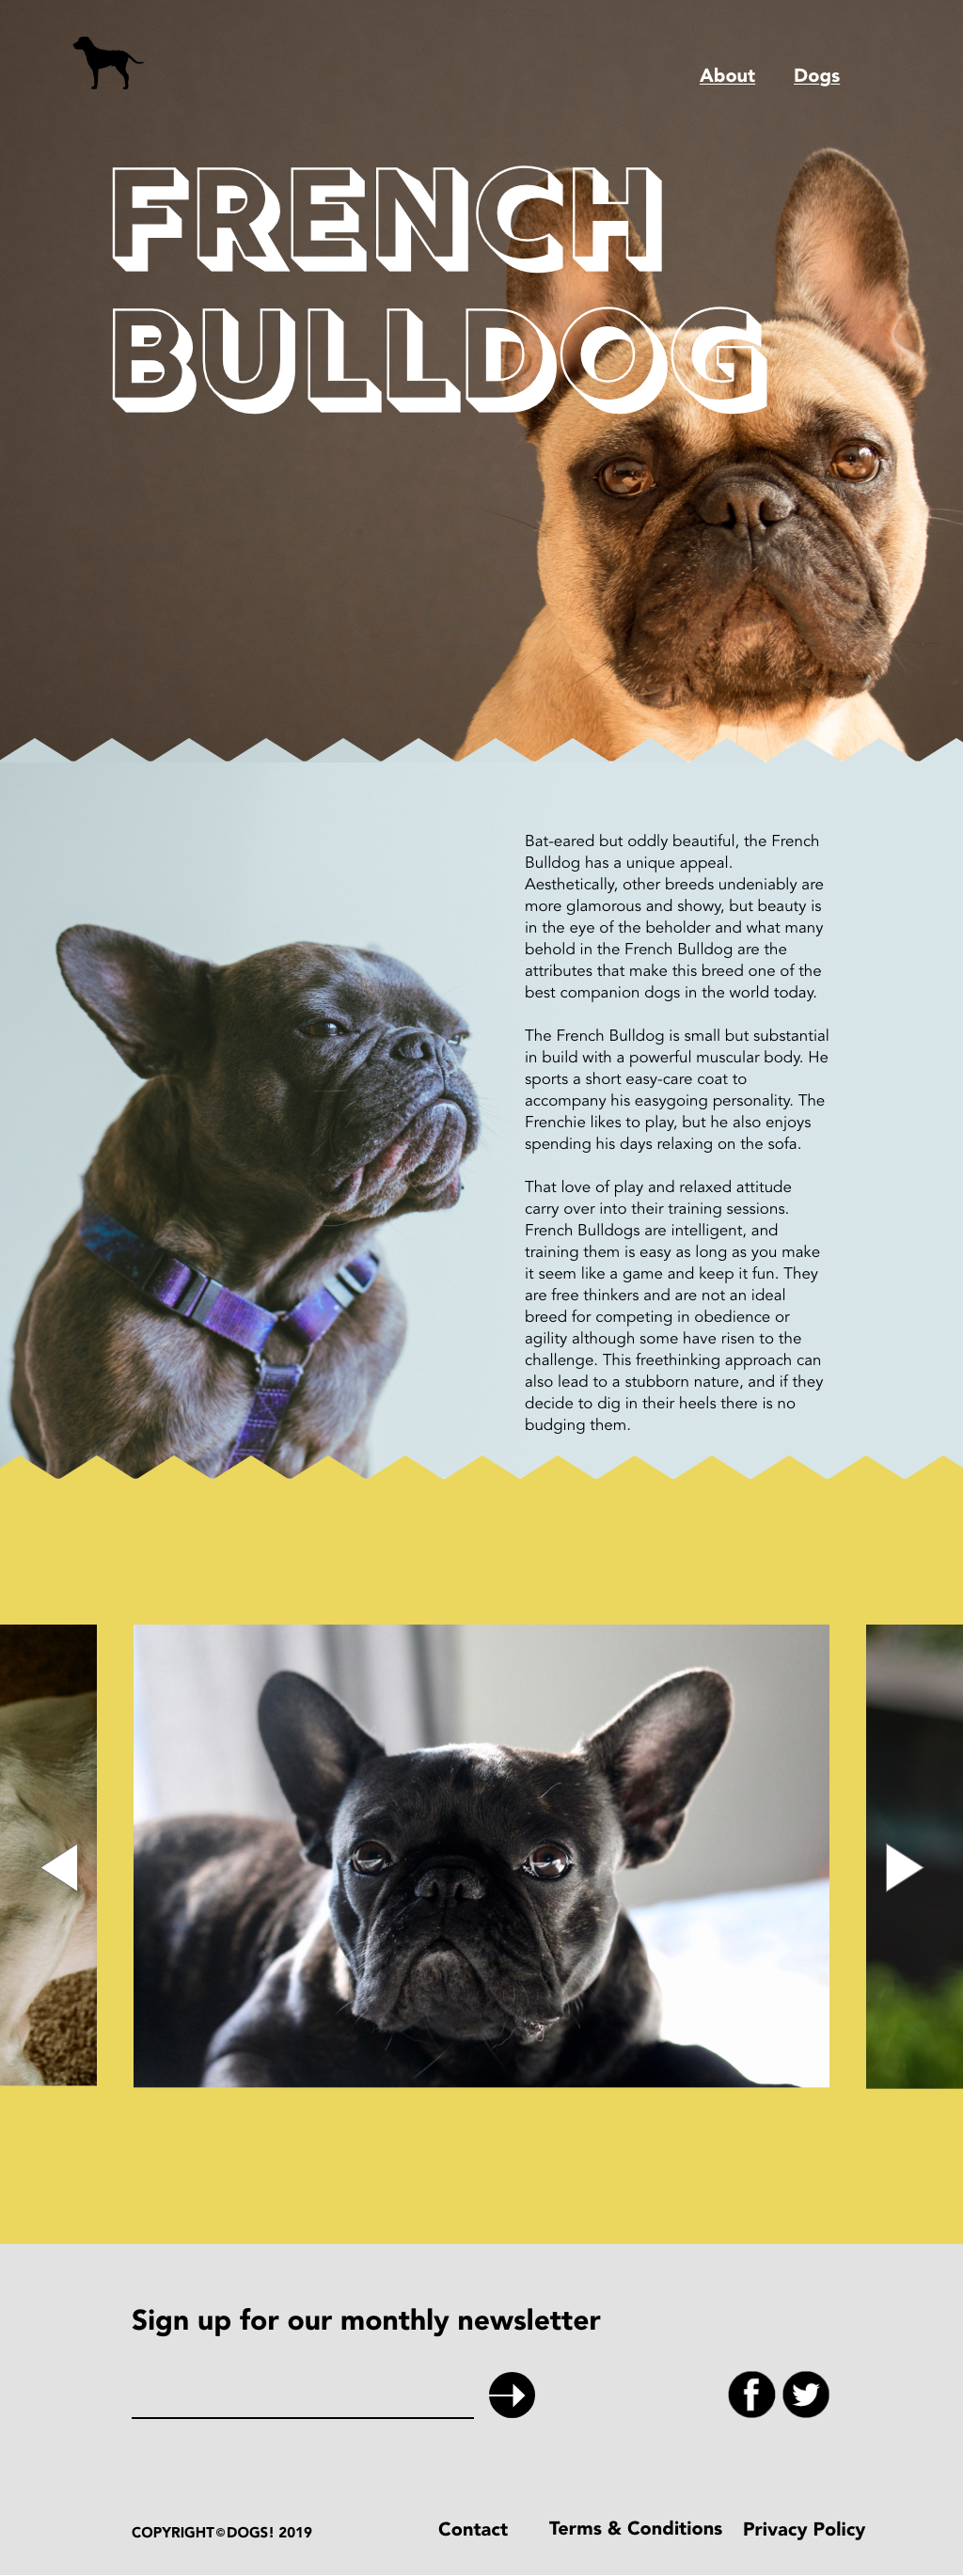 About Dogs
FRENCH
BULLDOG
Bat-eared but oddly beautiful, the French
Bulldog has a unique appeal.
Aesthetically, other breeds undeniably are
more glamorous and showy, but beauty is
in the eye of the beholder and what many
behold in the French Bulldog are the
attributes that make this breed one of the
best companion dogs in the world today.
The French Bulldog is small but substantial
in build with a powerful muscular body. He
sports a short easy-care coat to
accompany his easygoing personality. The
Frenchie likes to play, but he also enjoys
spending his days relaxing on the sofa.
That love of play and relaxed attitude
carry over into their training sessions.
French Bulldogs are intelligent, and
training them is easy as long as you make
it seem like a game and keep it fun. They
are free thinkers and are not an ideal
breed for competing in obedience or
agility although some have risen to the
challenge. This freethinking approach can
also lead to a stubborn nature, and if they
decide to dig in their heels there is no
budging them.
Sign up for our monthly newsletter
COPYRIGHT©DOGS! 2019 Contact Terms & Conditions Privacy Policy